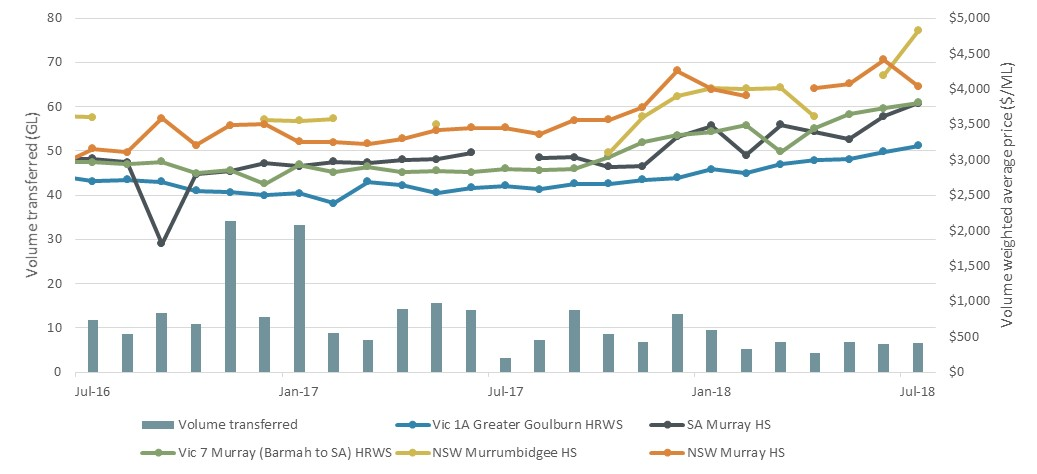 80 $5,000
70 $4,500
$4,000
60 $3,500
50 $3,000
40 $2,500
30 $2,000
$1,500
20 $1,000
10 $500
0 $0
Volume transferred (GL)
Volume weighted average price ($/ML)
Jul-16 Jan-17 Jul-17 Jan-18 Jul-18
Volume transferred Vic 1A Greater Goulburn HRWS SA Murray HS
Vic 7 Murray (Barmah to SA) HRWS NSW Murrumbidgee HS NSW Murray HS